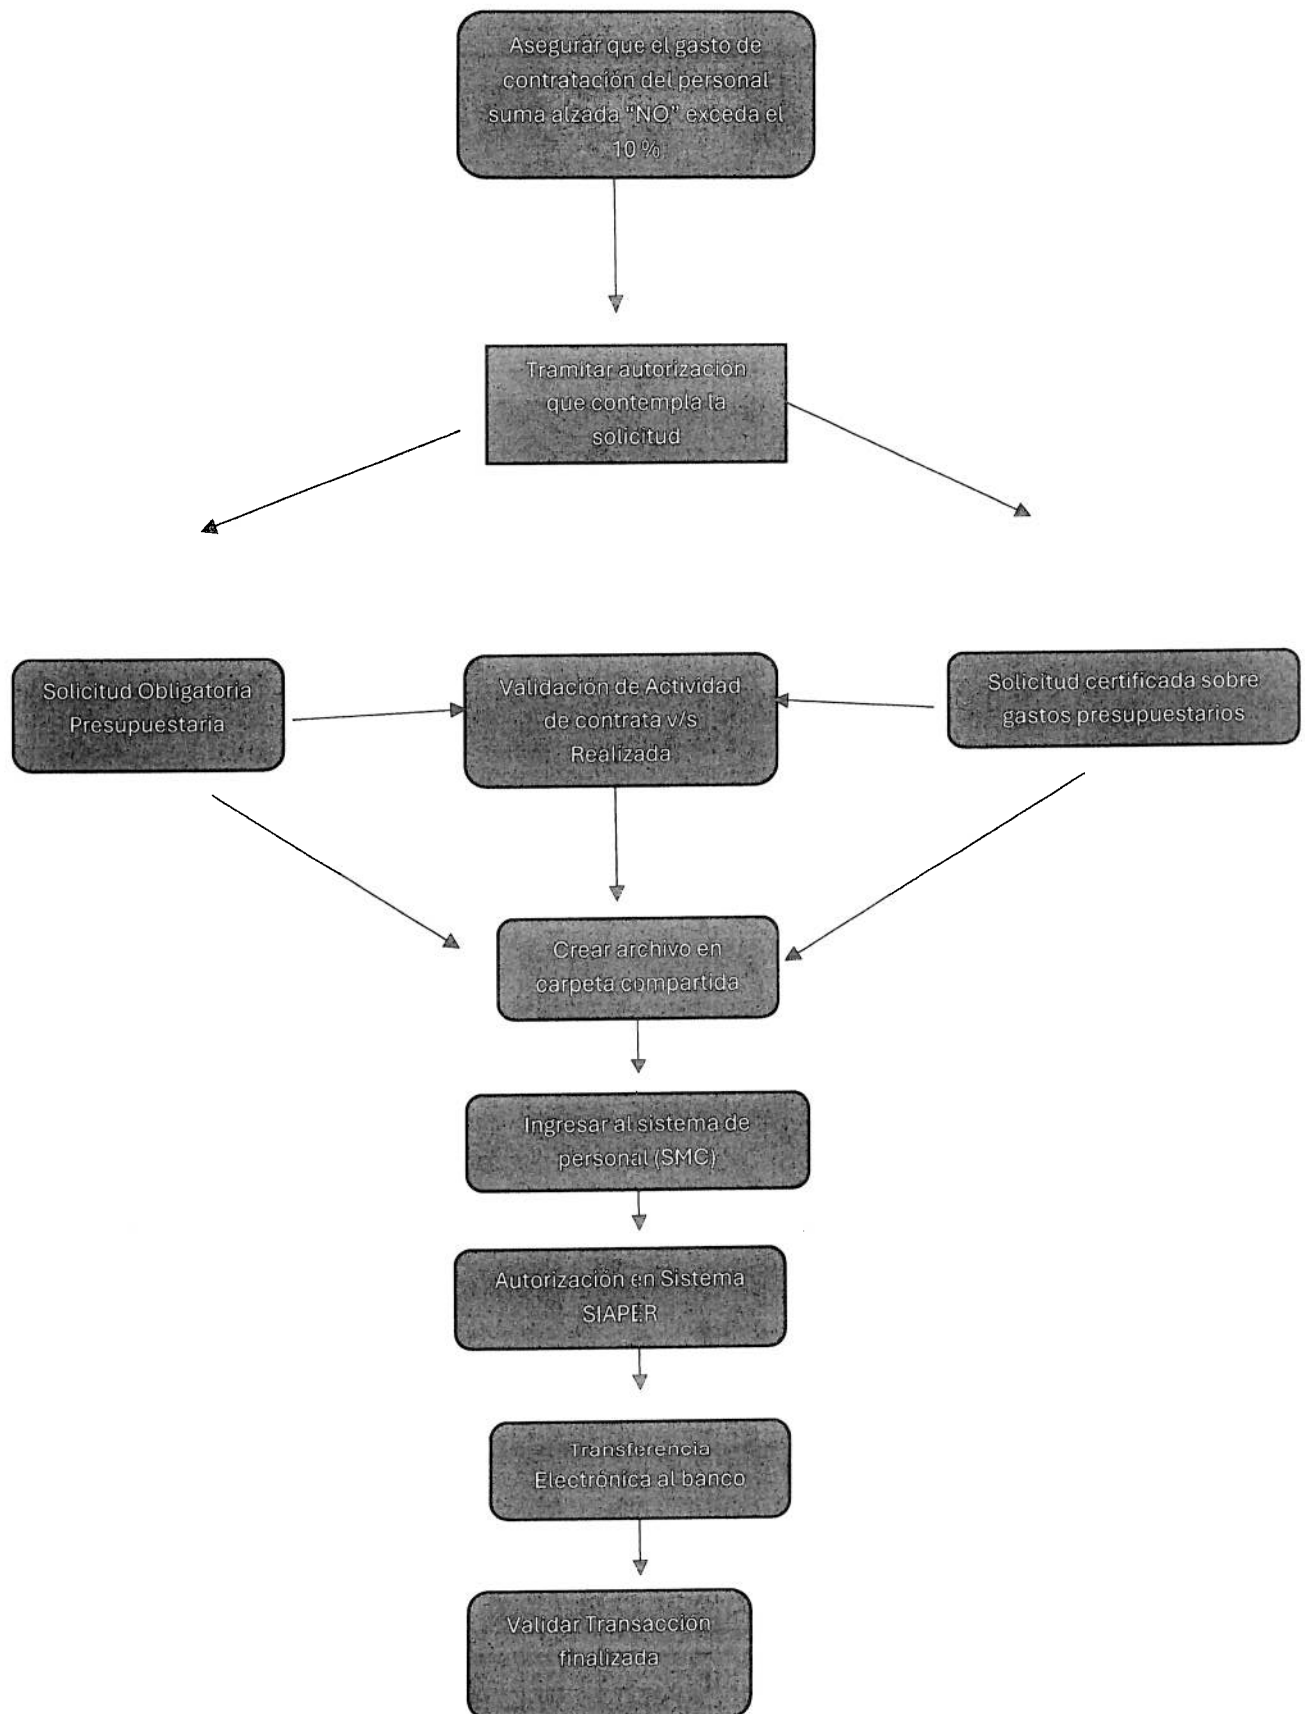 Asegurar que el gasto de
contratación del personal
suma alzada "NO" exceda el
10 %
Tramitar autorización
que contempla la
solicitud
Solicitud Obligatoria
Presupuestaria
Validación de Actividad
de contrata v/s
Realizada
Solicitud certificada sobre
gastos presupuestarios
Crear archivo en
carpeta compartida
Ingresar al sistema de
personal (SMC)
Autorización en Sistema
SIAPER
Transferencia
Electrónica al banco
Validar Transacción
finalizada